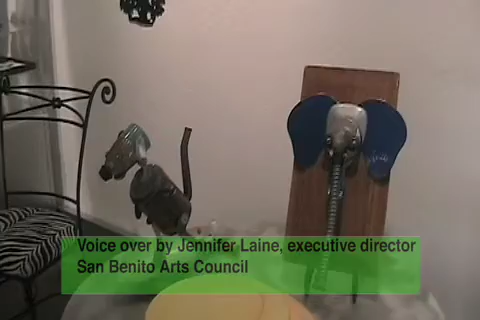 Voice over by Jennifer Laine, executive director
San Benito Arts Council